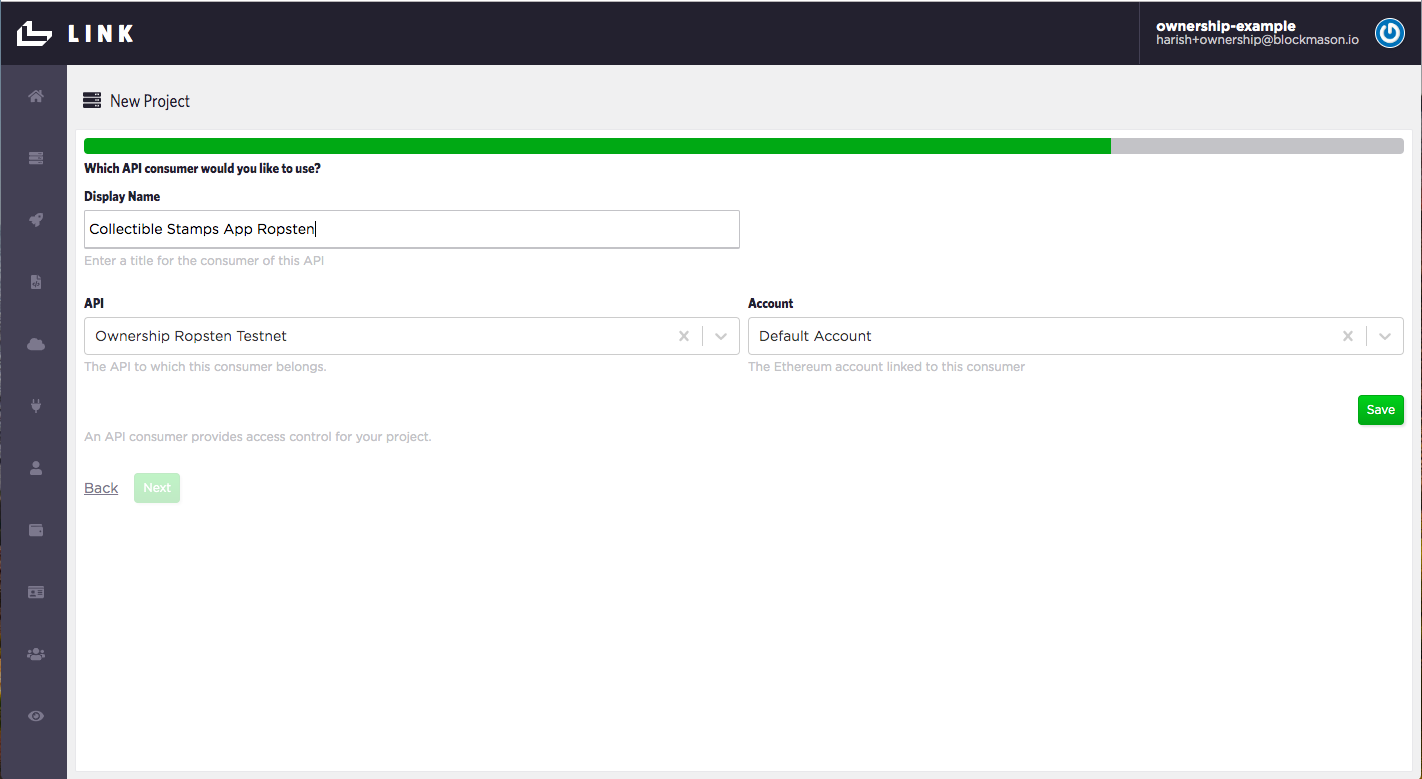 LINK
ownership-example
harish+ownership@blockmason.io
New Project
Which API consumer would you like to use?
Display Name
Collectible Stamps App Ropsten
Enter a title for the consumer of this API
API
Account
Ownership Ropsten Testnet
Default Account
The API to which this consumer belongs.
The Ethereum account linked to this consumer
Save
An API consumer provides access control for your project.
Back
Next